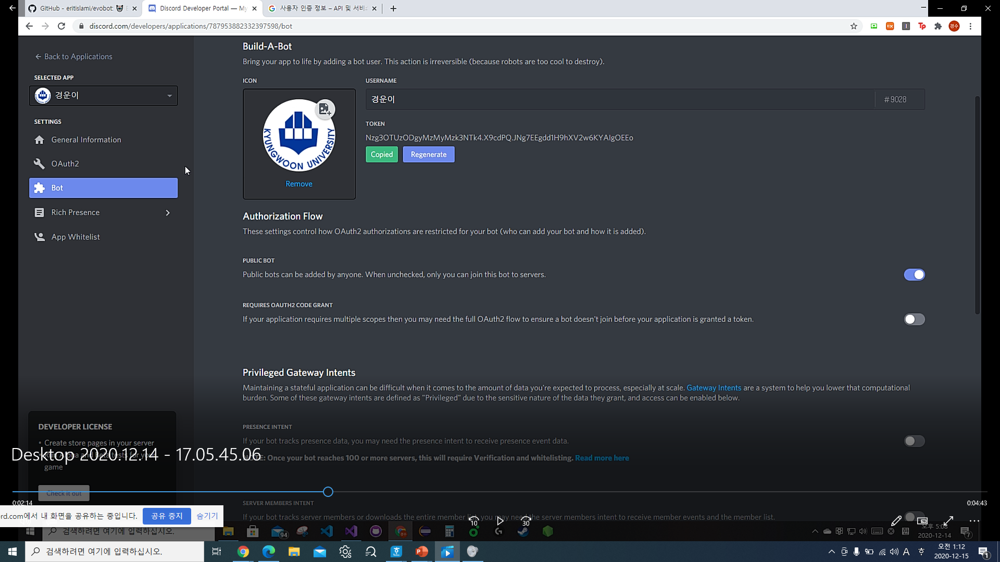 GitHub - eritislami/evobot:
Discord Developer Portal — My
사용자 인증 정보 – API 및 서비스
discord.com/developers/applications/787953882332397598/bot
EX
Tp
경수
Back to Applications
SELECTED APP
경운이
SETTINGS
General Information
OAuth2
Bot
Rich Presence
App Whitelist
Build-A-Bot
Bring your app to life by adding a bot user. This action is irreversible (because robots are too cool to destroy).
ICON
KYUNGWOON UNIVERSITY
Remove
USERNAME
경운이
#9028
TOKEN
Nzg3OTUzODgyMzMyMzk3NTk4.X9cdPQ.JNg7EEgdd1H9hXV2w6KYAIgOEEo
Copied
Regenerate
Authorization Flow
These settings control how OAuth2 authorizations are restricted for your bot (who can add your bot and how it is added).
PUBLIC BOT
Public bots can be added by anyone. When unchecked, only you can join this bot to servers.
REQUIRES OAUTH2 CODE GRANT
If your application requires multiple scopes then you may need the full OAuth2 flow to ensure a bot doesn't join before your application is granted a token.
Privileged Gateway Intents
Maintaining a stateful application can be difficult when it comes to the amount of data you're expected to process, especially at scale. Gateway Intents are a system to help you lower that computational
burden. Some of these gateway intents are defined as "Privileged" due to the sensitive nature of the data they grant, and access can be enabled below.
PRESENCE INTENT
If your bot tracks presence data, you may need the presence intent to receive presence event data.
NOTE: Once your bot reaches 100 or more servers, this will require Verification and whitelisting. Read more here
SERVER MEMBERS INTENT
If your bot tracks server members or downloads the entire member list, you may need the server members intent to receive member events and the member list.
DEVELOPER LICENSE
• Create store pages in your server
• Run Alpha and beta tests for your
game
Check it out
Desktop 2020.12.14 - 17.05.45.06
0:02:14
0:04:43
10
30
rd.com에서 내 화면을 공유하는 중입니다.
공유 중지
숨기기
검색하려면 여기에 입력하십시오.
94
오후 5:08
2020-12-14
7
검색하려면 여기에 입력하십시오.
A
오전 1:12
2020-12-15
1